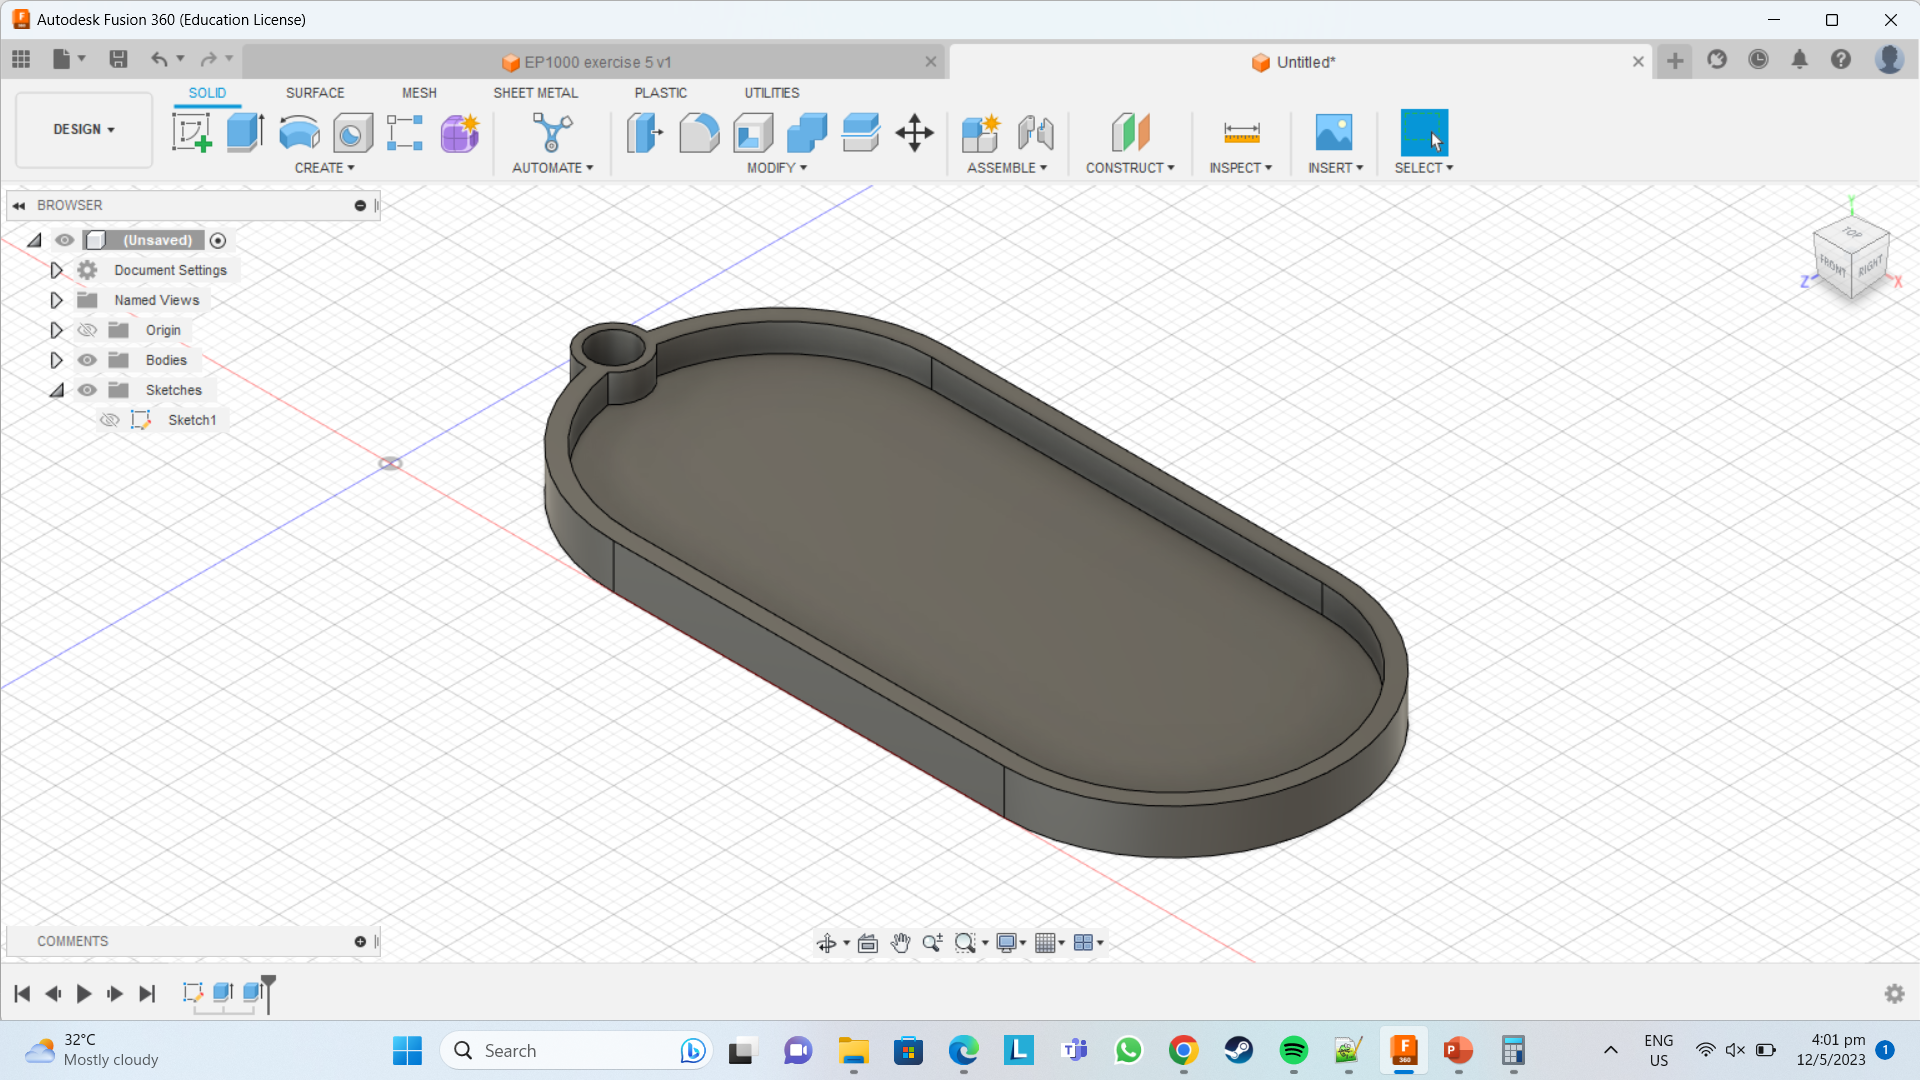 Autodesk Fusion 360 (Education License)
EP1000 exercise 5 v1
Untitled*
SOLID
SURFACE
MESH
SHEET METAL
PLASTIC
UTILITIES
DESIGN
CREATE
AUTOMATE
MODIFY
ASSEMBLE
CONSTRUCT
INSPECT
INSERT
SELECT
BROWSER
(Unsaved)
Document Settings
Named Views
Origin
Bodies
Sketches
Sketch1
Y
TOP
FRONT
RIGHT
Z
X
COMMENTS
32°C
Mostly cloudy
Search
L
T
F
360
P
ENG
US
4:01 pm
12/5/2023
1